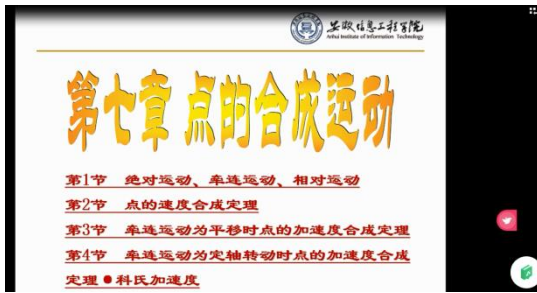 安徽信息工程学院
Anhui Institute of Information Technology
第七章 点的合成运动
第1节 绝对运动、牵连运动、相对运动
第2节 点的速度合成定理
第3节 牵连运动为平移时点的加速度合成定理
第4节 牵连运动为定轴转动时点的加速度合成
定理●科氏加速度